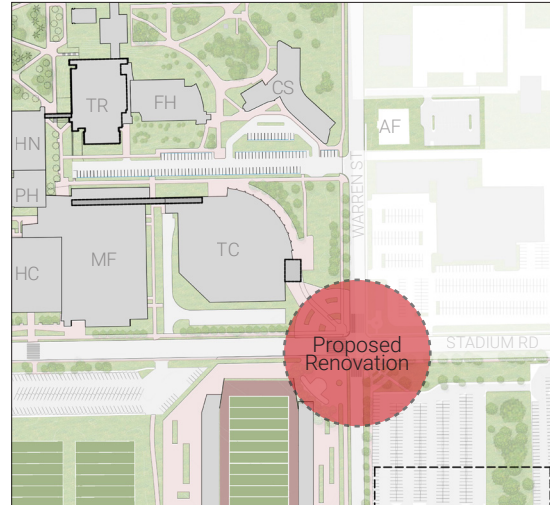 TR
FH
CS
AF
HN
PH
WARREN ST
HC
MF
TC
Proposed
Renovation
STADIUM RD